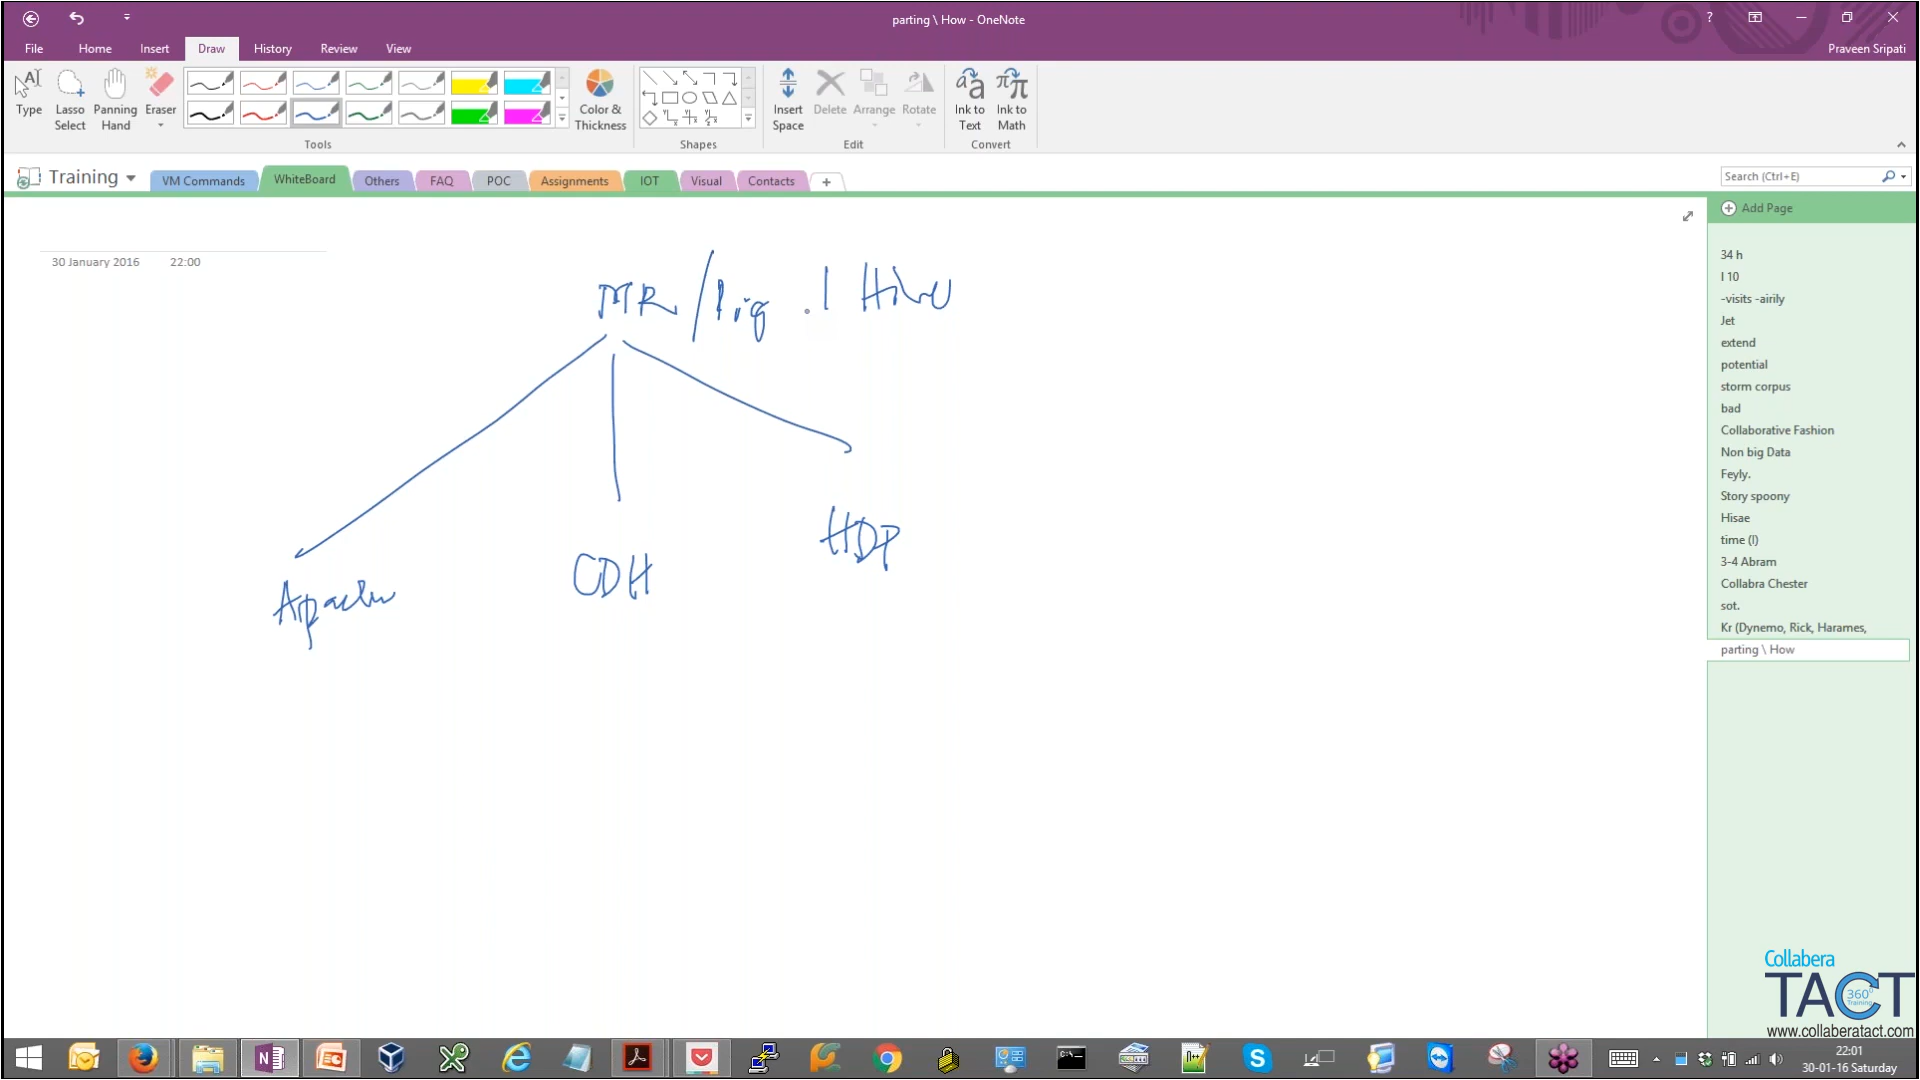 parting \ How - OneNote
?
File Home Insert Draw History Review View
Praveen Sripati
Type
Lasso Select
Panning Hand
Eraser
Color & Thickness
Insert Space
Delete
Arrange
Rotate
Ink to Text
Ink to Math
Tools
Shapes
Edit
Convert
Training
VM Commands WhiteBoard Others FAQ POC Assignments IOT Visual Contacts +
Search (Ctrl+E)
Add Page
30 January 2016 22:00
MR / Pig . | Hive
Apache
CDH
HDP
34 h
I 10
-visits -airily
Jet
extend
potential
storm corpus
bad
Collaborative Fashion
Non big Data
Feyly.
Story spoony
Hisae
time (!)
3-4 Abram
Collabra Chester
sot.
Kr (Dynemo, Rick, Harames,
parting \ How
Collabera
TACT
360°
Training
www.collaberatact.com
22:01
30-01-16 Saturday